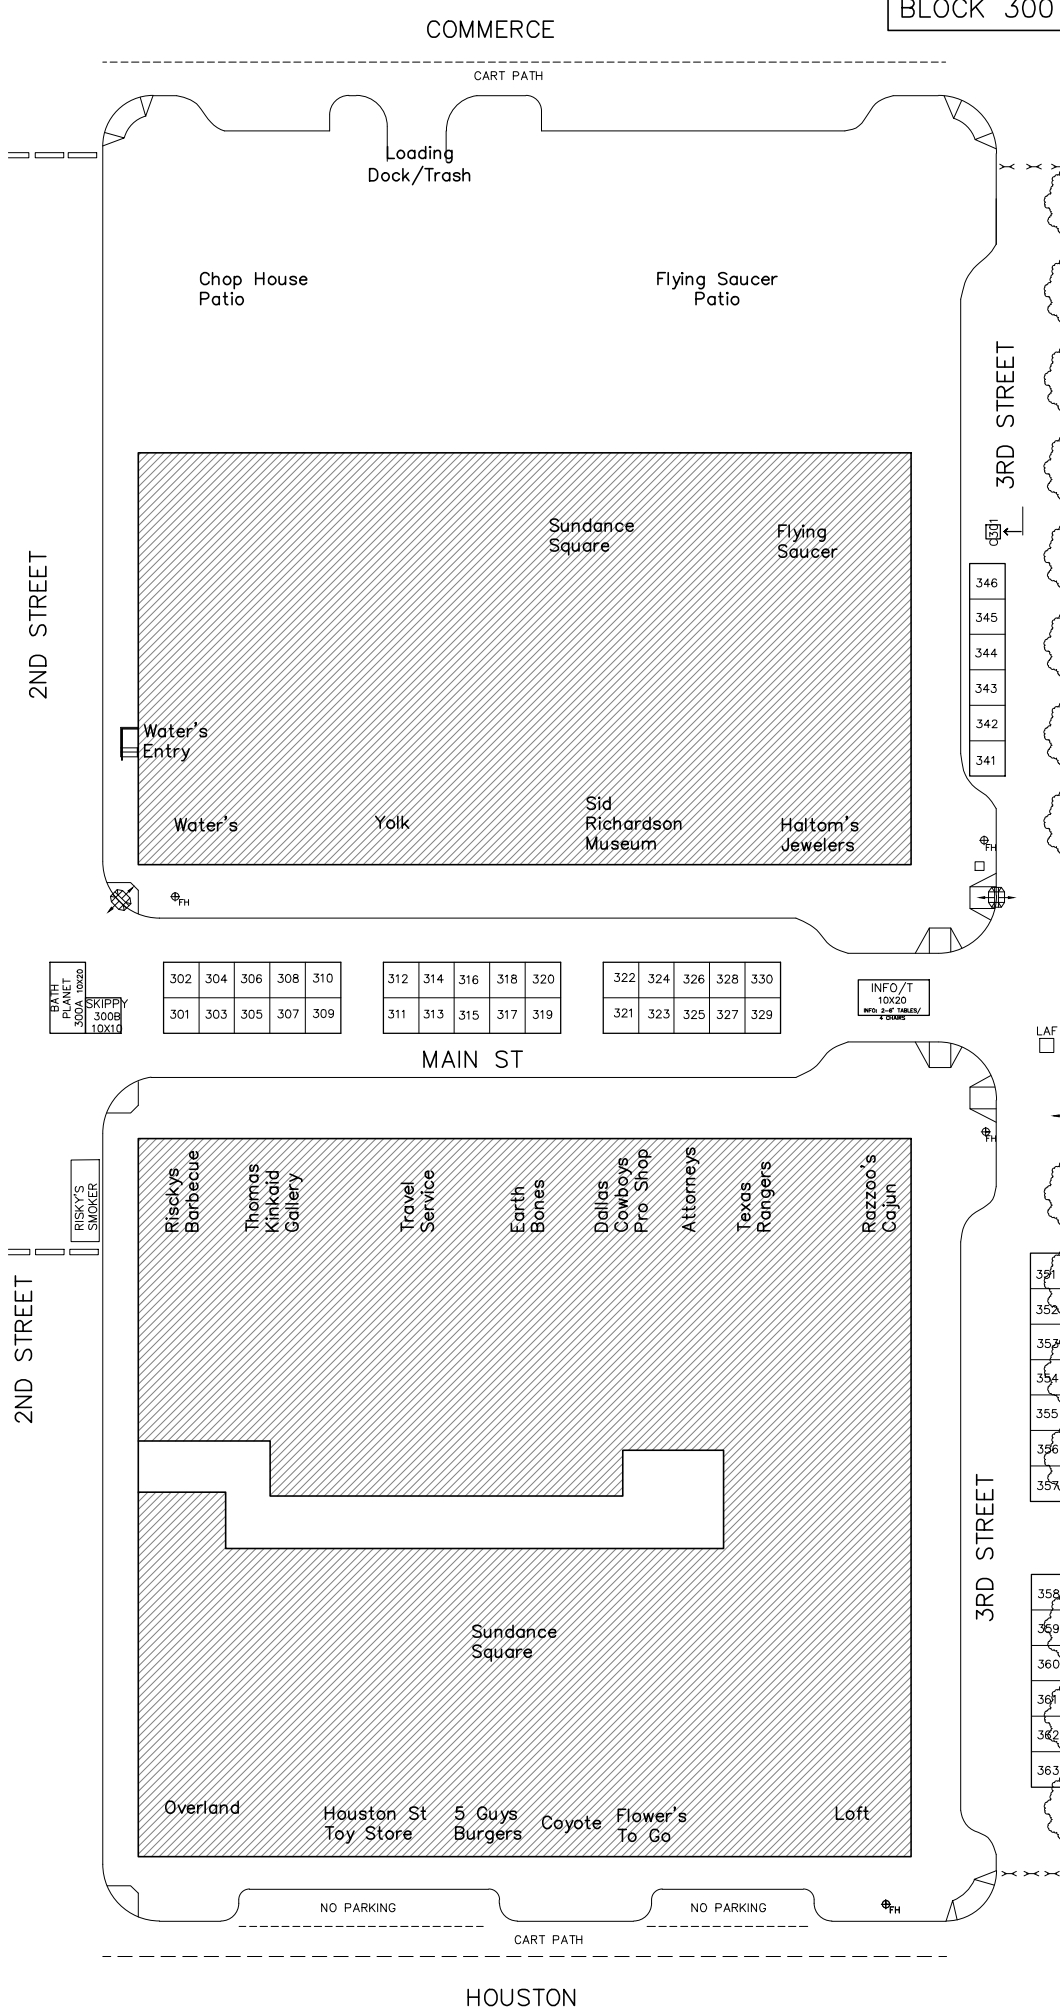 BLOCK 300
COMMERCE
CART PATH
Loading
Dock/Trash
Chop House
Patio
Flying Saucer
Patio
3RD STREET
2ND STREET
Sundance
Square
Flying
Saucer
346
345
344
343
342
341
Water's
Entry
Water's
Yolk
Sid
Richardson
Museum
Haltom's
Jewelers
FH
FH
BATH
PLANET
300A 10X20
SKIPPY
300B
10X10
302 304 306 308 310
301 303 305 307 309
312 314 316 318 320
311 313 315 317 319
322 324 326 328 330
321 323 325 327 329
INFO/T
10X20
INFO: 2-6' TABLES/
4 CHAIRS
LAF
MAIN ST
FH
RISKY'S
SMOKER
Riskys
Barbecue
Thomas
Kinkaid
Gallery
Travel
Service
Earth
Bones
Dallas
Cowboys
Pro Shop
Attorneys
Texas
Rangers
Razzoo's
Cajun
2ND STREET
351
352
353
354
355
356
357
3RD STREET
358
359
360
361
362
363
Sundance
Square
Overland
Houston St
Toy Store
5 Guys
Burgers
Coyote
Flower's
To Go
Loft
NO PARKING
NO PARKING
FH
CART PATH
HOUSTON